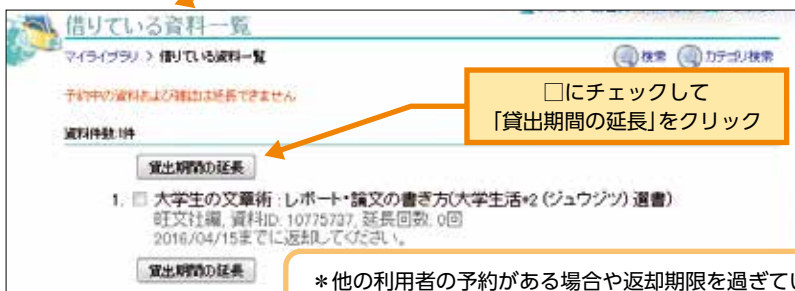 借りている資料一覧
マイライブラリ > 借りている資料一覧
検索 カテゴリ検索
予約中の資料および雑誌は延長できません
□にチェックして
「貸出期間の延長」をクリック
資料件数:1件
貸出期間の延長
1. □ 大学生の文章術 : レポート・論文の書き方(大学生活*2 (ジュウジツ) 選書)
旺文社編, 資料ID: 10775737, 延長回数: 0回
2016/04/15までに返却してください。
貸出期間の延長
*他の利用者の予約がある場合や返却期限を過ぎてい